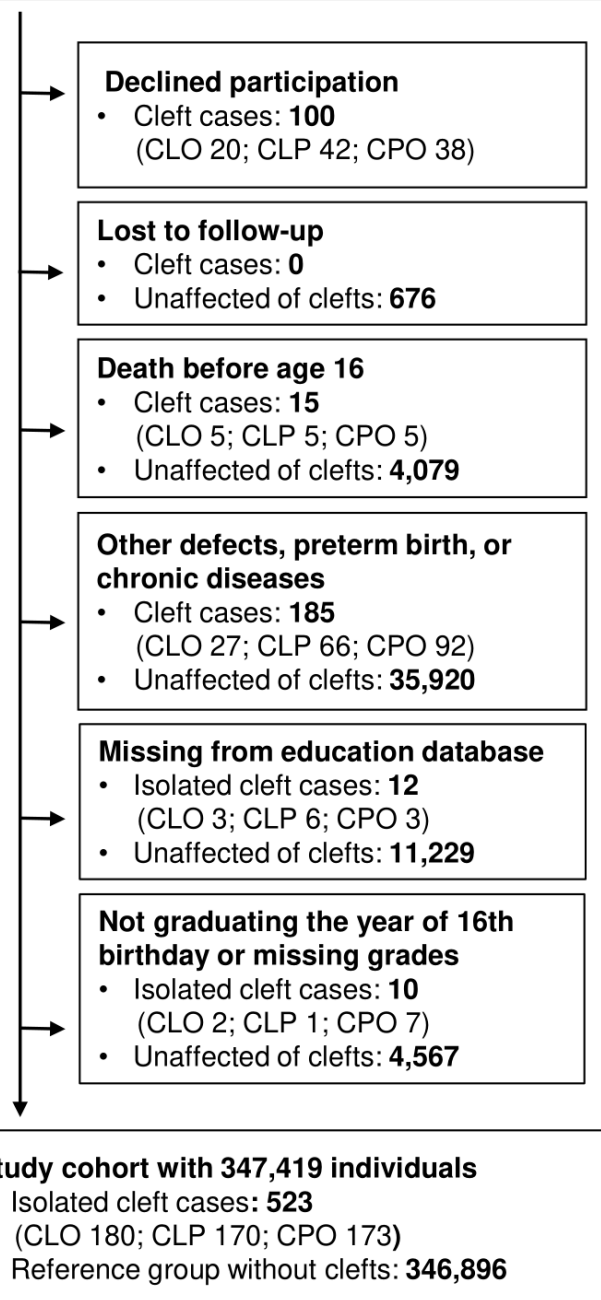 Declined participation
• Cleft cases: 100
(CLO 20; CLP 42; CPO 38)
Lost to follow-up
• Cleft cases: 0
• Unaffected of clefts: 676
Death before age 16
• Cleft cases: 15
(CLO 5; CLP 5; CPO 5)
• Unaffected of clefts: 4,079
Other defects, preterm birth, or
chronic diseases
• Cleft cases: 185
(CLO 27; CLP 66; CPO 92)
• Unaffected of clefts: 35,920
Missing from education database
• Isolated cleft cases: 12
(CLO 3; CLP 6; CPO 3)
• Unaffected of clefts: 11,229
Not graduating the year of 16th
birthday or missing grades
• Isolated cleft cases: 10
(CLO 2; CLP 1; CPO 7)
• Unaffected of clefts: 4,567
tudy cohort with 347,419 individuals
Isolated cleft cases: 523
(CLO 180; CLP 170; CPO 173)
Reference group without clefts: 346,896